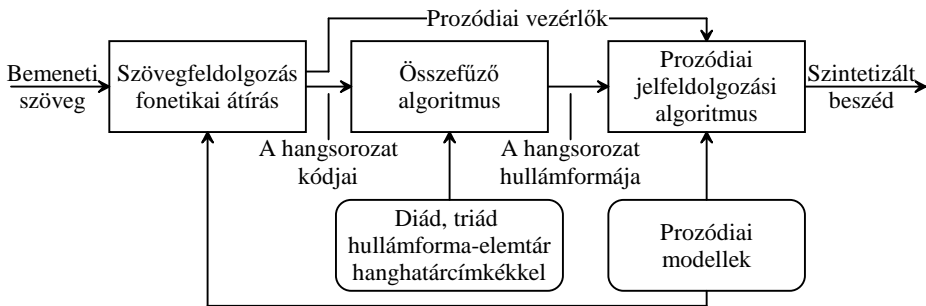 Prozódiai vezérlők
Bemeneti
szöveg
Szövegfeldolgozás
fonetikai átírás
Összefűző
algoritmus
Prozódiai
jelfeldolgozási
algoritmus
Szintetizált
beszéd
A hangsorozat
kódjai
A hangsorozat
hullámformája
Diád, triád
hullámforma-elemtár
hanghatárcímkékkel
Prozódiai
modellek